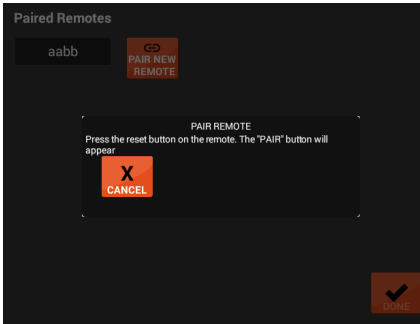 Paired Remotes
aabb
PAIR NEW
REMOTE
PAIR REMOTE
Press the reset button on the remote. The "PAIR" button will
appear
X
CANCEL
DONE